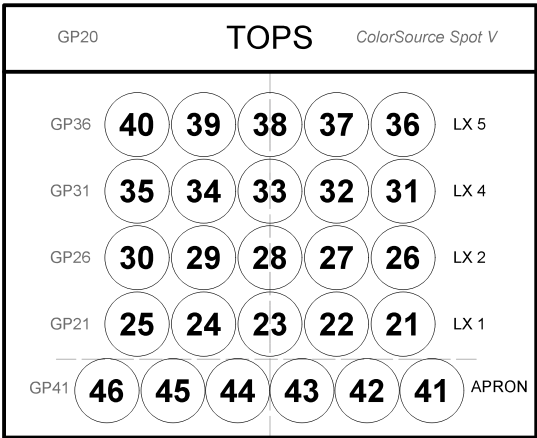 GP20 TOPS ColorSource Spot V
GP36 40 39 38 37 36 LX 5
GP31 35 34 33 32 31 LX 4
GP26 30 29 28 27 26 LX 2
GP21 25 24 23 22 21 LX 1
GP41 46 45 44 43 42 41 APRON